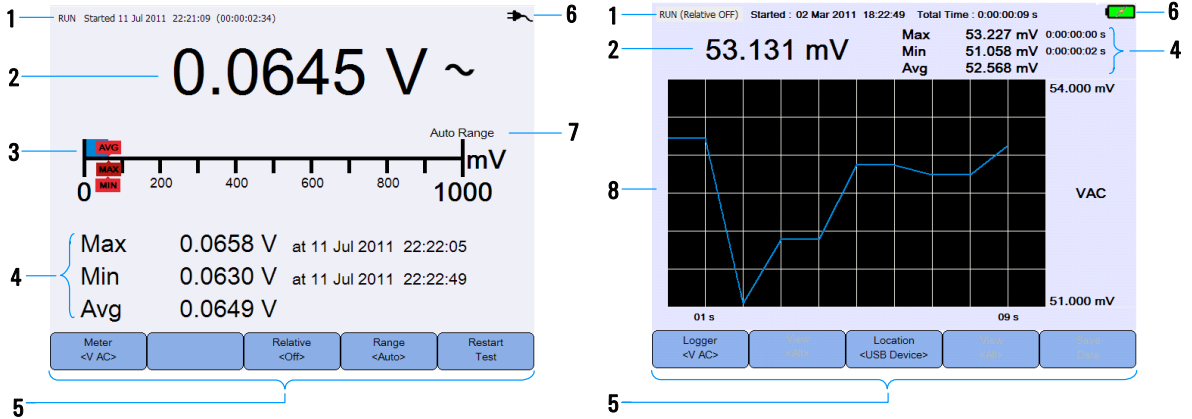 1 RUN Started 11 Jul 2011 22:21:09 (00:00:02:34) 6
2 0.0645 V ~
Auto Range 7
3 AVG
MAX
MIN
mV
0 200 400 600 800 1000
4 Max 0.0658 V at 11 Jul 2011 22:22:05
Min 0.0630 V at 11 Jul 2011 22:22:49
Avg 0.0649 V
Meter
<V AC>
Relative
<Off>
Range
<Auto>
Restart
Test
5
1 RUN (Relative OFF) Started : 02 Mar 2011 18:22:49 Total Time : 0:00:00:09 s 6
2 53.131 mV
Max 53.227 mV 0:00:00:00 s
Min 51.058 mV 0:00:00:02 s
Avg 52.568 mV
4
54.000 mV
8
VAC
51.000 mV
01 s 09 s
Logger
<V AC>
View
<All>
Location
<USB Device>
View
<All>
Save
Data
5